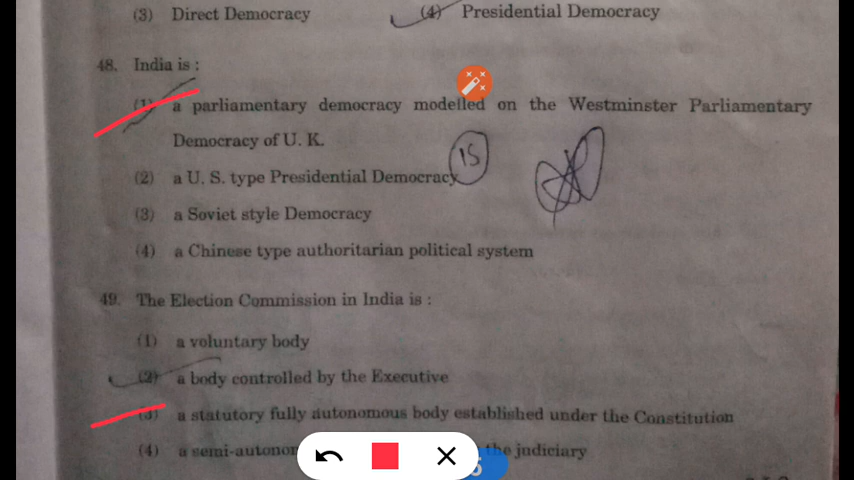 (3) Direct Democracy (4) Presidential Democracy
48. India is :
(1) a parliamentary democracy modelled on the Westminster Parliamentary
Democracy of U. K.
15
(2) a U. S. type Presidential Democracy
(3) a Soviet style Democracy
(4) a Chinese type authoritarian political system
49. The Election Commission in India is :
(1) a voluntary body
(2) a body controlled by the Executive
(3) a statutory fully autonomous body established under the Constitution
(4) a the judiciary